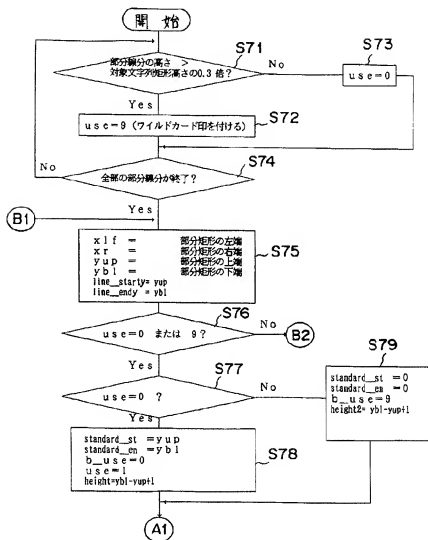 開始
S71
部分線分の高さ >
対象文字列矩形高さの0.3 倍?
No
S73
use=0
Yes
S72
use=9 (ワイルドカード印を付ける)
S74
No
全部の部分線分が終了?
B1
Yes
S75
xlf = 部分矩形の左端
xr = 部分矩形の右端
yup = 部分矩形の上端
ybl = 部分矩形の下端
line_starty= yup
line_endy = ybl
S76
use=0 または 9?
No
B2
Yes
S77
use=0 ?
No
S79
standard_st =0
standard_en =0
b_use=9
height2= ybl-yup+1
Yes
S78
standard_st =yup
standard_en =ybl
b_use=0
use=1
height=ybl-yup+1
A1